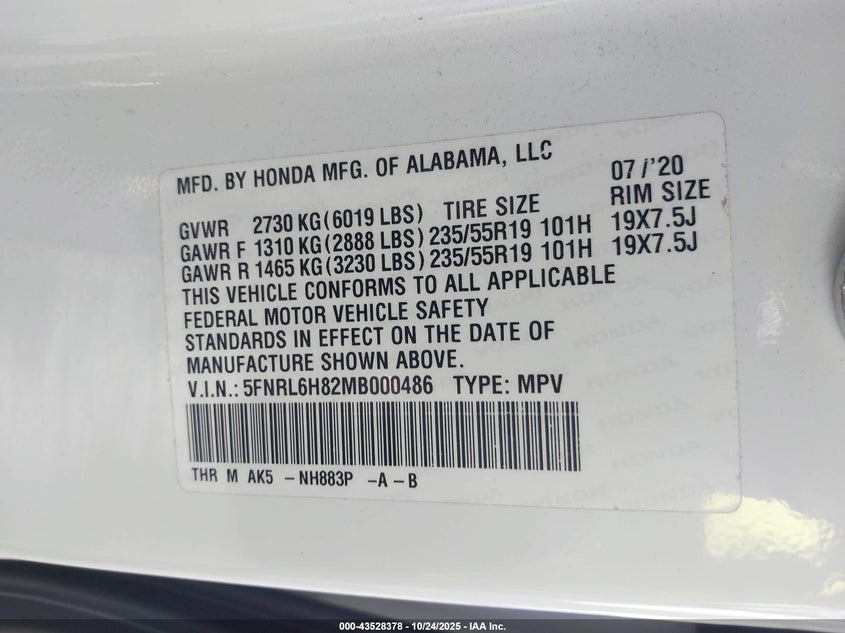 MFD. BY HONDA MFG. OF ALABAMA, LLC 07/'20
GVWR 2730 KG(6019 LBS) TIRE SIZE RIM SIZE
GAWR F 1310 KG(2888 LBS) 235/55R19 101H 19X7.5J
GAWR R 1465 KG(3230 LBS) 235/55R19 101H 19X7.5J
THIS VEHICLE CONFORMS TO ALL APPLICABLE
FEDERAL MOTOR VEHICLE SAFETY
STANDARDS IN EFFECT ON THE DATE OF
MANUFACTURE SHOWN ABOVE.
V.I.N.: 5FNRL6H82MB000486 TYPE: MPV
THR M AK5 -NH883P -A-B
000-43528378 - 10/24/2025 - IAA Inc.